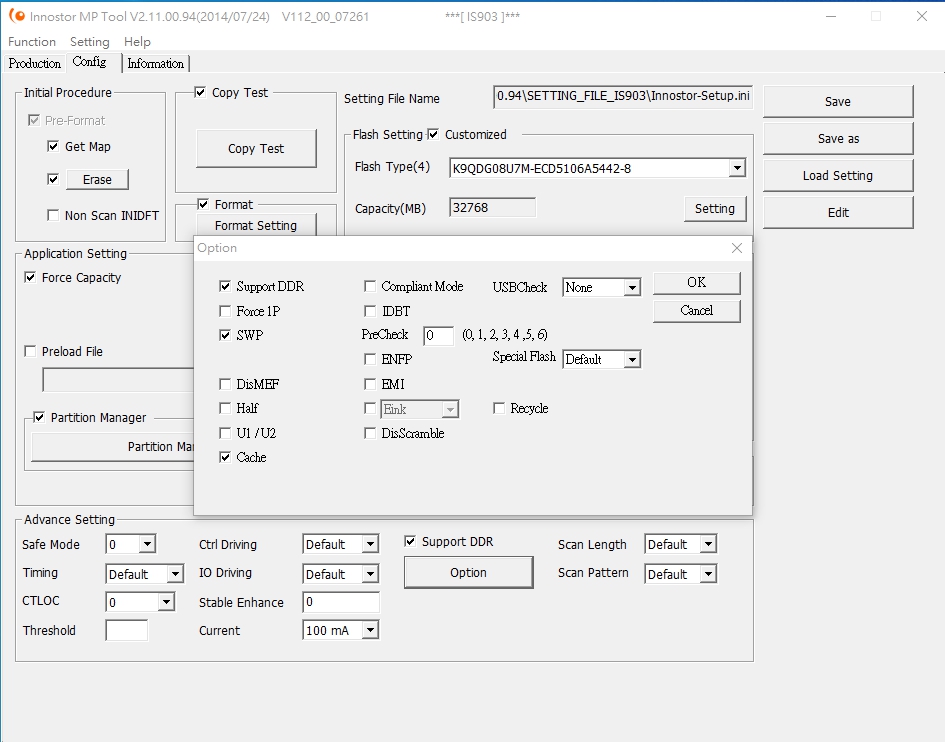 Innostor MP Tool V2.11.00.94(2014/07/24) V112_00_07261 ***[ IS903 ]***
Function Setting Help
Production Config Information
Initial Procedure
Pre-Format
Get Map
Erase
Non Scan INIDFT
Copy Test
Copy Test
Format
Format Setting
Setting File Name 0.94\SETTING_FILE_IS903\Innostor-Setup.ini
Flash Setting Customized
Flash Type(4) K9QDG08U7M-ECD5106A5442-8
Capacity(MB) 32768 Setting
Save
Save as
Load Setting
Edit
Application Setting
Force Capacity
Preload File
Partition Manager
Partition Ma
Option
Support DDR
Force 1P
SWP
DisMEF
Half
U1 / U2
Cache
Compliant Mode
IDBT
PreCheck 0 (0, 1, 2, 3, 4 ,5, 6)
ENFP
EMI
Eink
DisScramble
USBCheck None
Special Flash Default
Recycle
OK
Cancel
Advance Setting
Safe Mode 0
Timing Default
CTLOC 0
Threshold
Ctrl Driving Default
IO Driving Default
Stable Enhance 0
Current 100 mA
Support DDR
Option
Scan Length Default
Scan Pattern Default